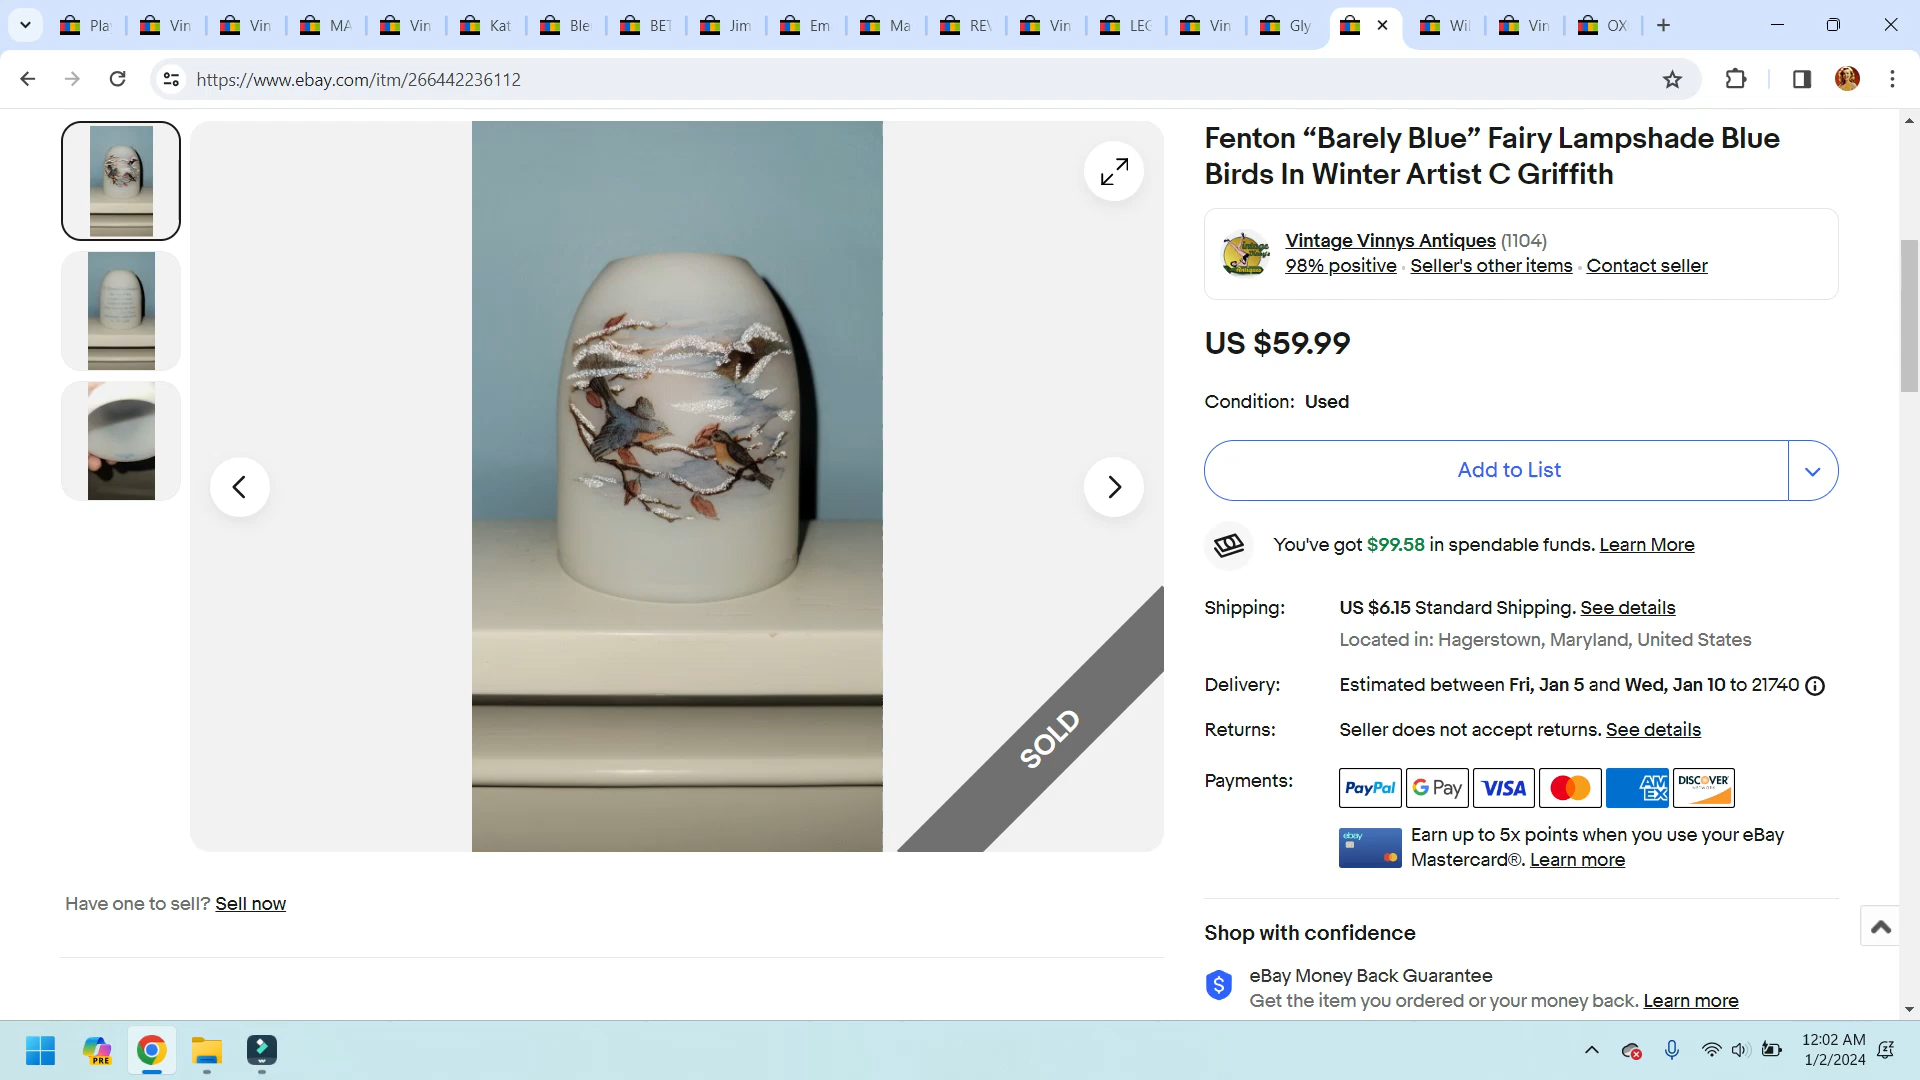 Pla
Vin
Vin
MA
Vin
Kat
Ble
BET
Jim
Em
Ma
REV
Vin
LEG
Vin
Gly
Wil
Vin
OX
https://www.ebay.com/itm/266442236112
Fenton “Barely Blue” Fairy Lampshade Blue
Birds In Winter Artist C Griffith
Vintage Vinnys Antiques (1104)
98% positive · Seller's other items · Contact seller
US $59.99
Condition: Used
Add to List
You've got $99.58 in spendable funds. Learn More
Shipping: US $6.15 Standard Shipping. See details
Located in: Hagerstown, Maryland, United States
Delivery: Estimated between Fri, Jan 5 and Wed, Jan 10 to 21740
Returns: Seller does not accept returns. See details
Payments: PayPal G Pay VISA AM EX DISCOVER
SOLD
ebay
Earn up to 5x points when you use your eBay
Mastercard®. Learn more
Have one to sell? Sell now
Shop with confidence
eBay Money Back Guarantee
Get the item you ordered or your money back. Learn more
PRE
12:02 AM
1/2/2024